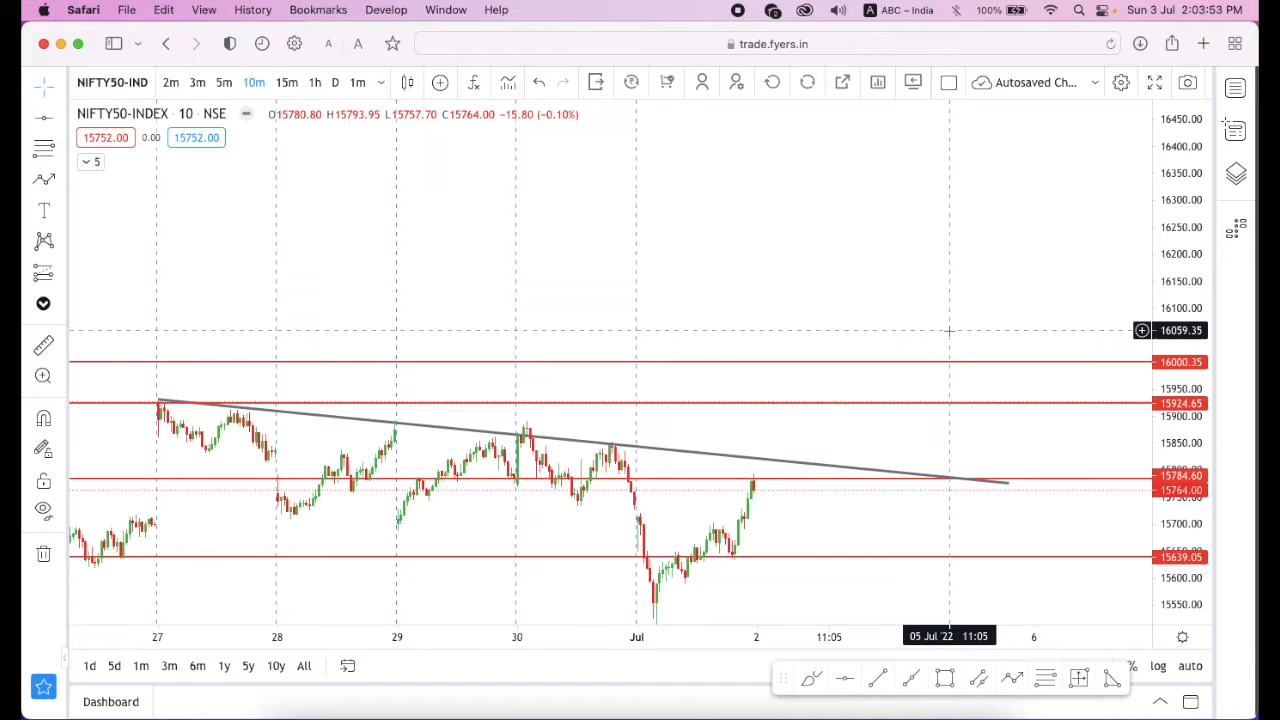 Safari File Edit View History Bookmarks Develop Window Help 2 A ABC – India 100% Sun 3 Jul 2:03:53 PM
A A trade.fyers.in
NIFTY50-IND 2m 3m 5m 10m 15m 1h D 1m Autosaved Ch...
NIFTY50-INDEX · 10 · NSE O15780.80 H15793.95 L15757.70 C15764.00 −15.80 (−0.10%)
15752.00 0.00 15752.00
5
16450.00
16400.00
16350.00
16300.00
16250.00
16200.00
16150.00
16100.00
16059.35
16000.35
15950.00
15924.65
15900.00
15850.00
15784.60
15764.00
15700.00
15639.05
15600.00
15550.00
27 28 29 30 Jul 2 11:05 05 Jul '22 11:05 6
1d 5d 1m 3m 6m 1y 5y 10y All % log auto
Dashboard